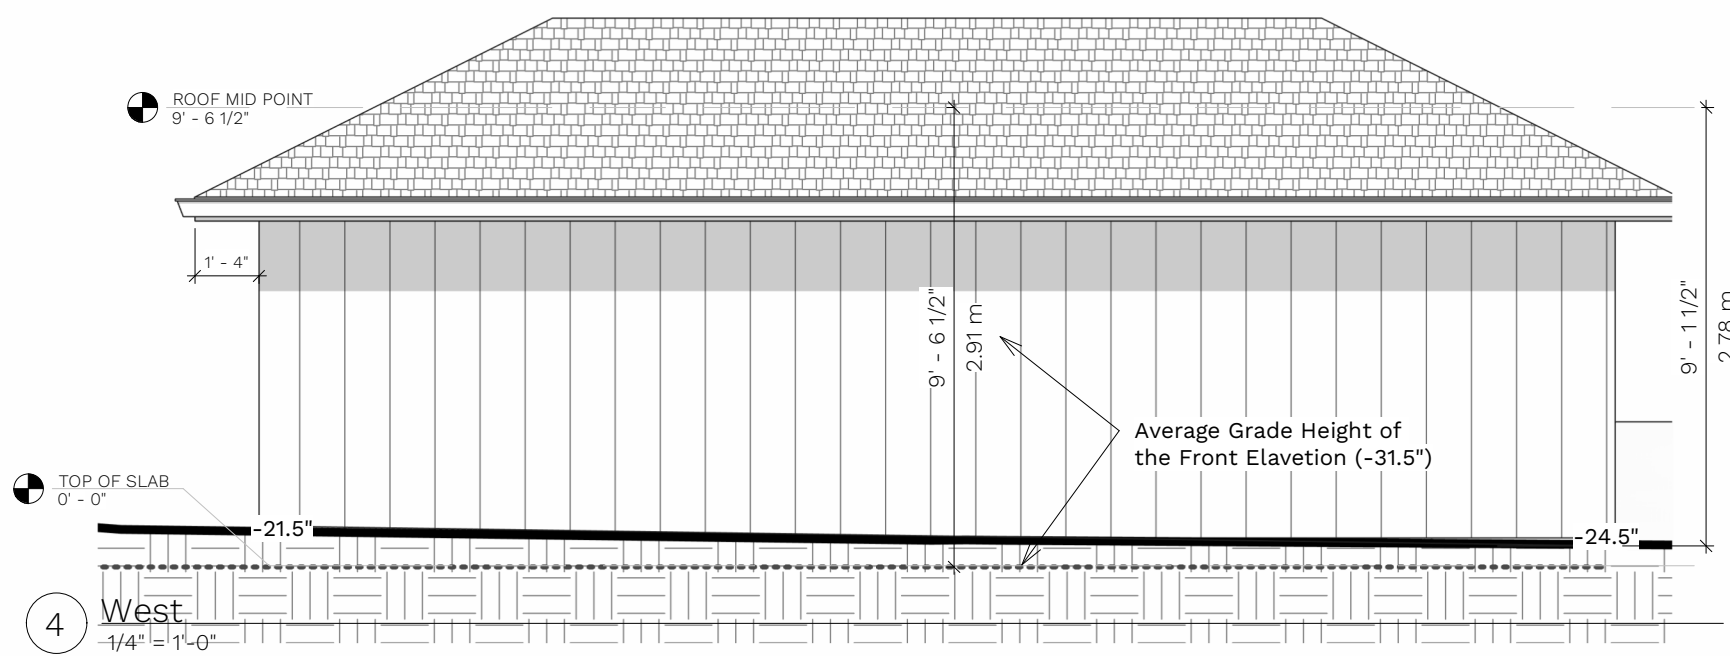 ROOF MID POINT
9' - 6 1/2"
1' - 4"
9' - 6 1/2"
2.91 m
9' - 1 1/2"
2.78 m
Average Grade Height of
the Front Elavetion (-31.5")
TOP OF SLAB
0' - 0"
-21.5"
-24.5"
4
West
1/4" = 1'-0"